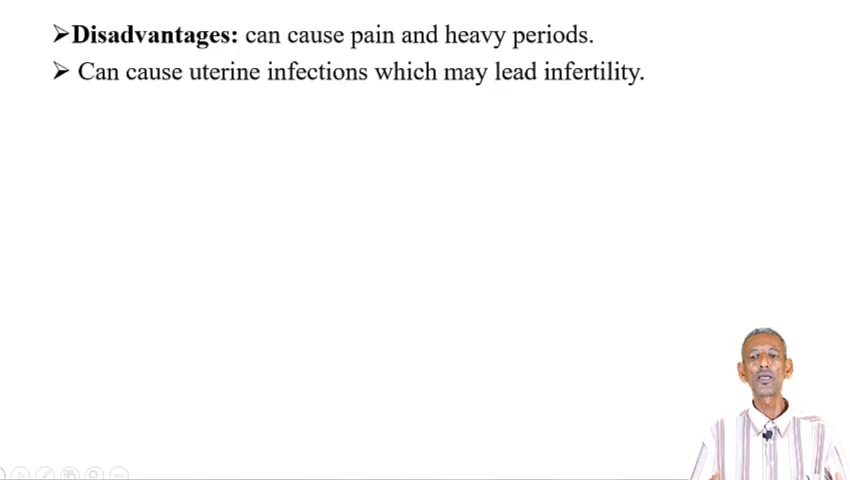 ➢Disadvantages: can cause pain and heavy periods.
➢ Can cause uterine infections which may lead infertility.